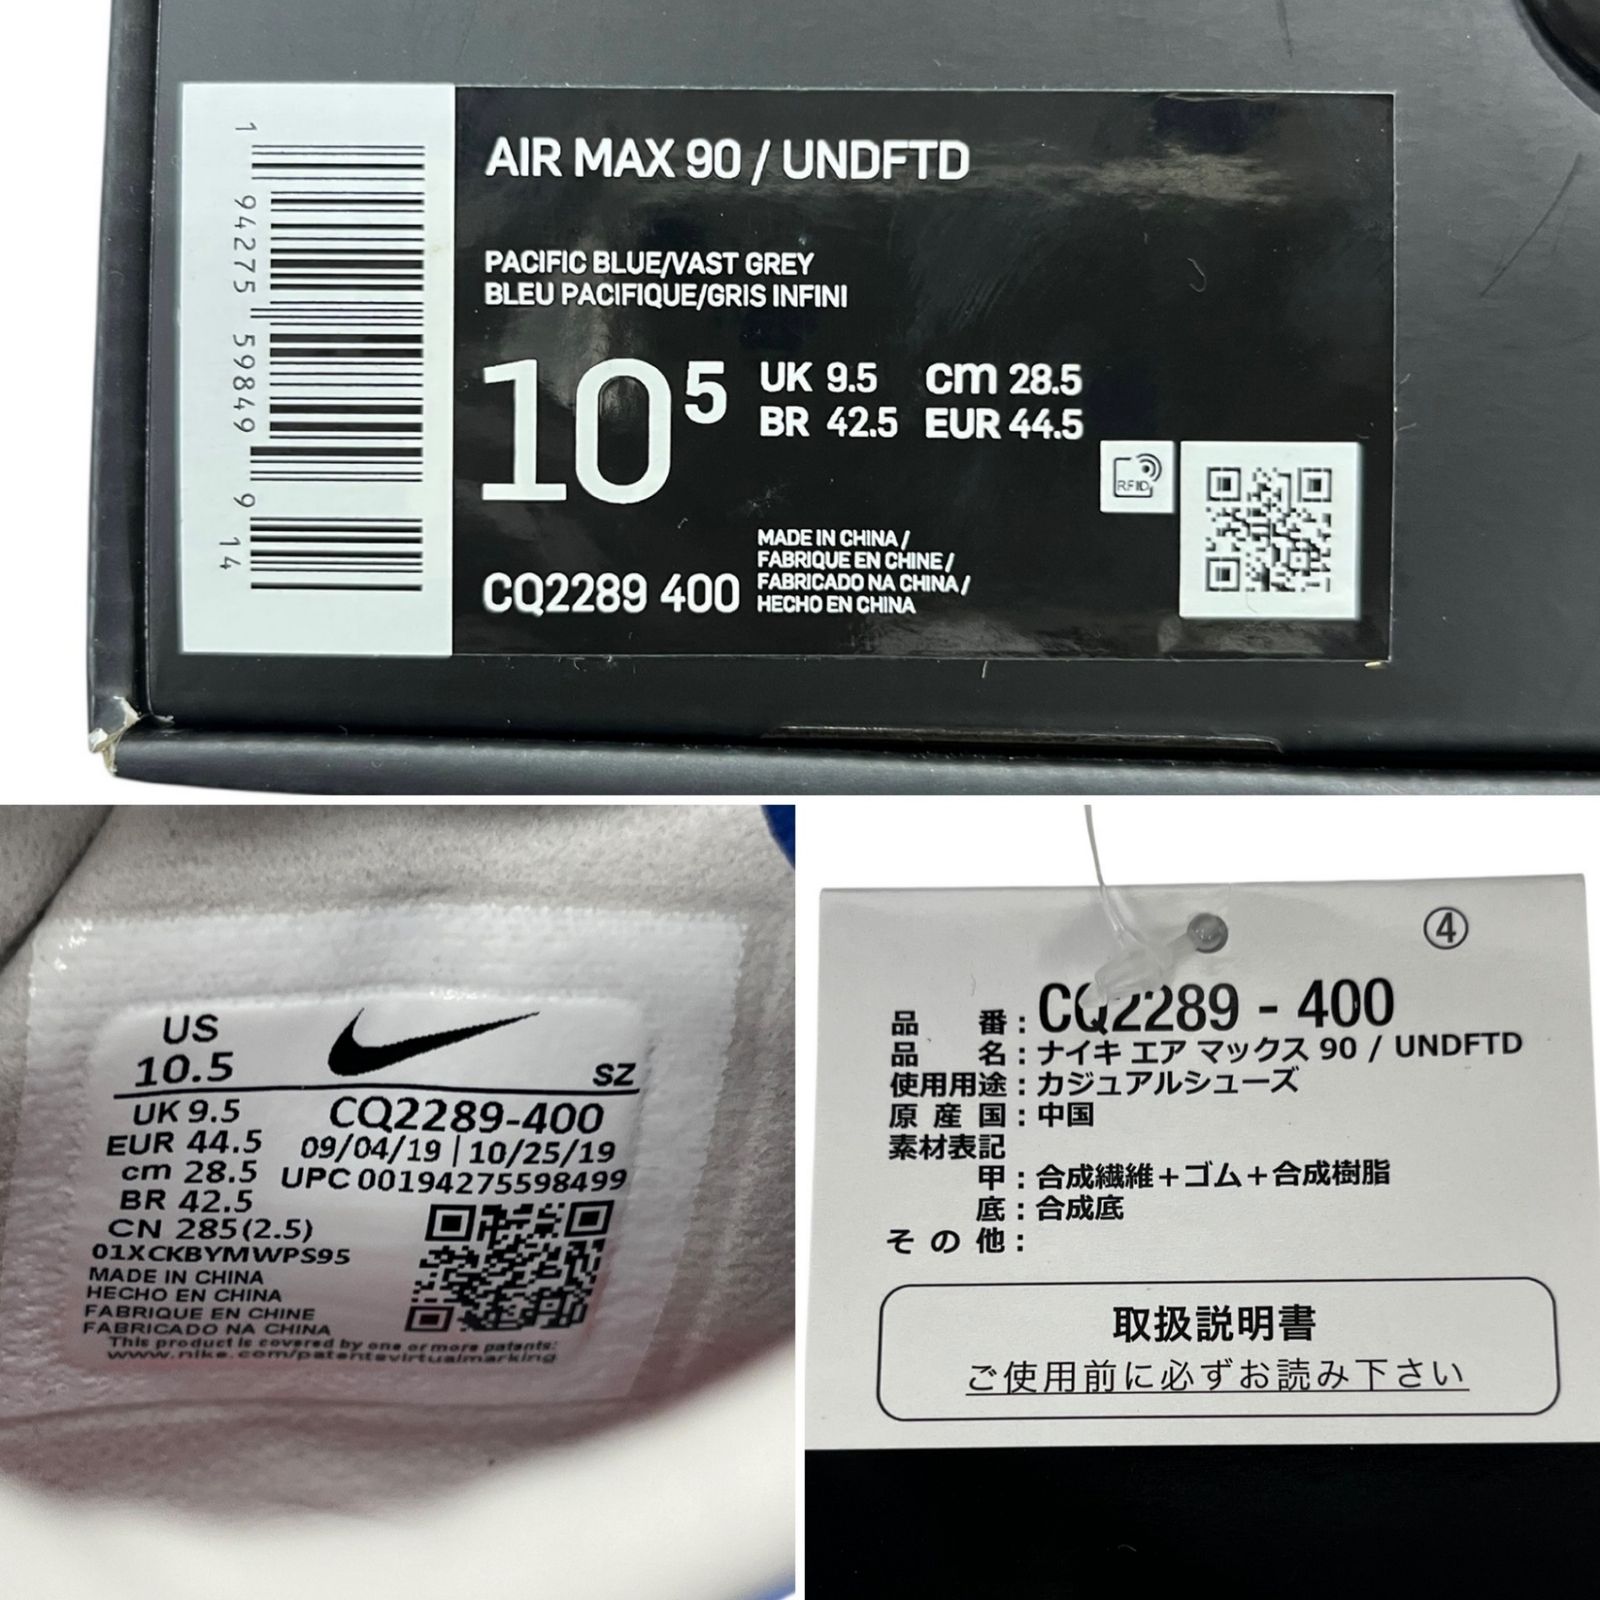 1 94275 59849 9 14
AIR MAX 90 / UNDFTD
PACIFIC BLUE/VAST GREY
BLEU PACIFIQUE/GRIS INFINI
10 5
UK 9.5 cm 28.5
BR 42.5 EUR 44.5
RFID
CQ2289 400
MADE IN CHINA /
FABRIQUE EN CHINE /
FABRICADO NA CHINA /
HECHO EN CHINA
US
10.5
SZ
UK 9.5
EUR 44.5
cm 28.5
BR 42.5
CN 285(2.5)
CQ2289-400
09/04/19 | 10/25/19
UPC 00194275598499
01XCKBYMWPS95
MADE IN CHINA
HECHO EN CHINA
FABRIQUE EN CHINE
FABRICADO NA CHINA
This product is covered by one or more patents:
www.nike.com/patentsvirtualmarking
④
品 番 : CQ2289 - 400
品 名 : ナイキ エア マックス 90 / UNDFTD
使用用途 : カジュアルシューズ
原 産 国 : 中国
素材表記
甲 : 合成繊維+ゴム+合成樹脂
底 : 合成底
そ の 他 :
取扱説明書
ご使用前に必ずお読み下さい